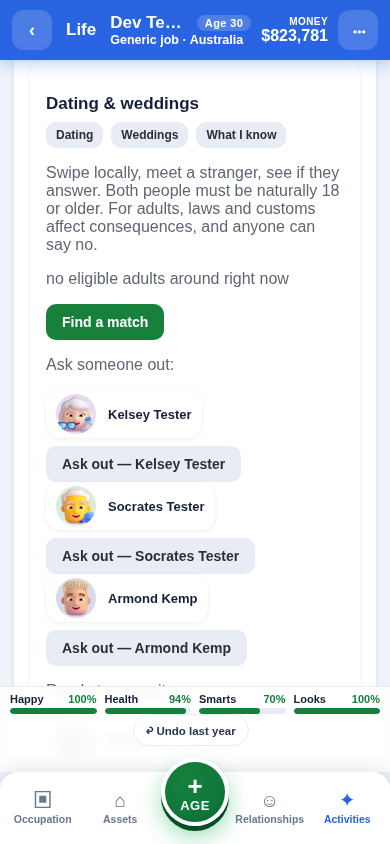 ‹
Life
Dev Te...
Age 30
Generic job · Australia
MONEY
$823,781
•••
Dating & weddings
Dating
Weddings
What I know
Swipe locally, meet a stranger, see if they
answer. Both people must be naturally 18
or older. For adults, laws and customs
affect consequences, and anyone can
say no.
no eligible adults around right now
Find a match
Ask someone out:
Kelsey Tester
Ask out — Kelsey Tester
Socrates Tester
Ask out — Socrates Tester
Armond Kemp
Ask out — Armond Kemp
Happy 100%
Health 94%
Smarts 70%
Looks 100%
Undo last year
+
AGE
Occupation
Assets
Relationships
Activities